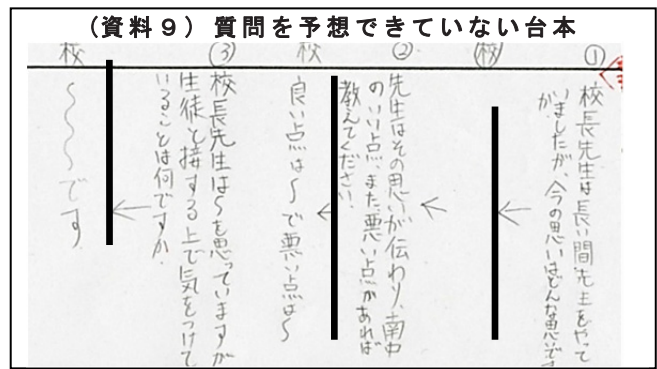 （資料９）質問を予想できていない台本
①
校長先生は長い間先生をやって
いましたが、今の思いはどんな思いです
が、
校
②
先生はその思いが伝わり、南中
のいい点、また、悪い点があれば
教えてください。
校
良い点は〜で悪い点は〜
③
校長先生は〜を思っていますが
生徒と接する上で気をつけて
いることは何ですか。
校
〜〜〜です